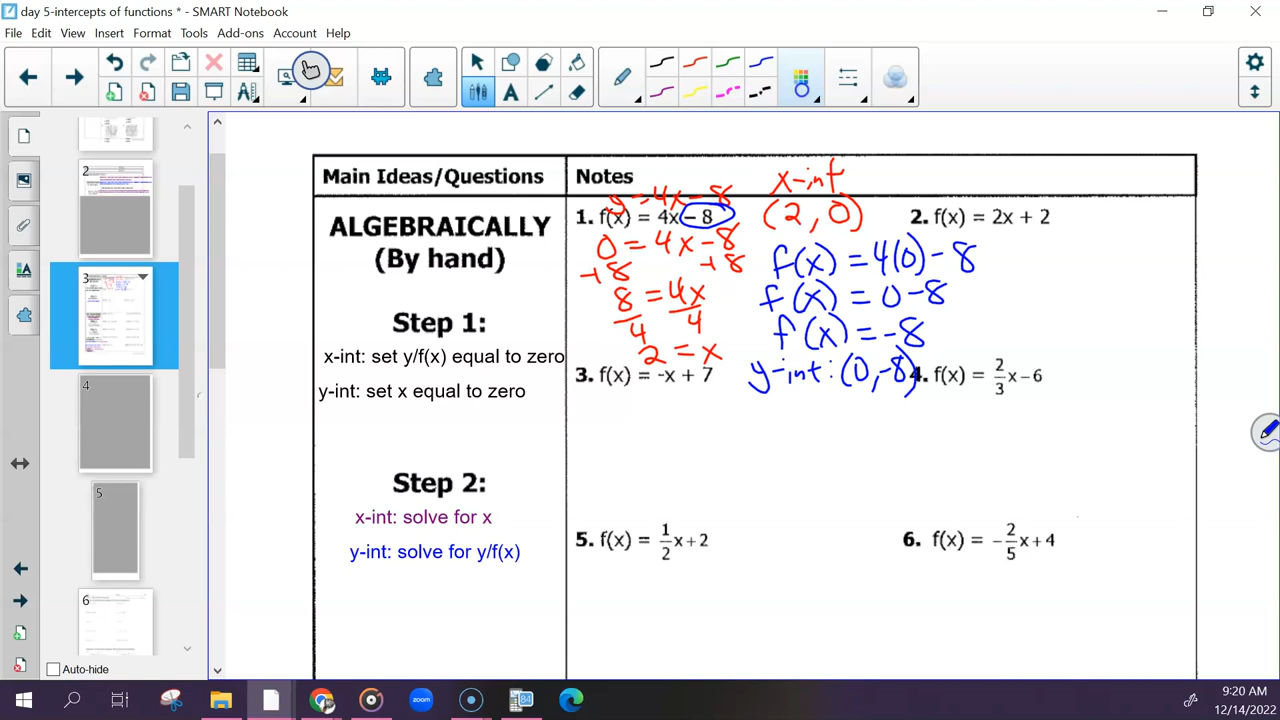 day 5-intercepts of functions * - SMART Notebook
File Edit View Insert Format Tools Add-ons Account Help
2
3
4
5
6
Auto-hide
Main Ideas/Questions
Notes
ALGEBRAICALLY
(By hand)
Step 1:
x-int: set y/f(x) equal to zero
y-int: set x equal to zero
Step 2:
x-int: solve for x
y-int: solve for y/f(x)
y = 4x - 8
1. f(x) = 4x - 8
0 = 4x - 8
+8 +8
8 = 4x
4 4
2 = x
x-int
(2, 0)
f(x) = 4(0) - 8
f(x) = 0 - 8
f(x) = -8
y-int: (0, -8)
2. f(x) = 2x + 2
3. f(x) = -x + 7
4. f(x) = 2/3 x - 6
5. f(x) = 1/2 x + 2
6. f(x) = - 2/5 x + 4
zoom
84
9:20 AM
12/14/2022